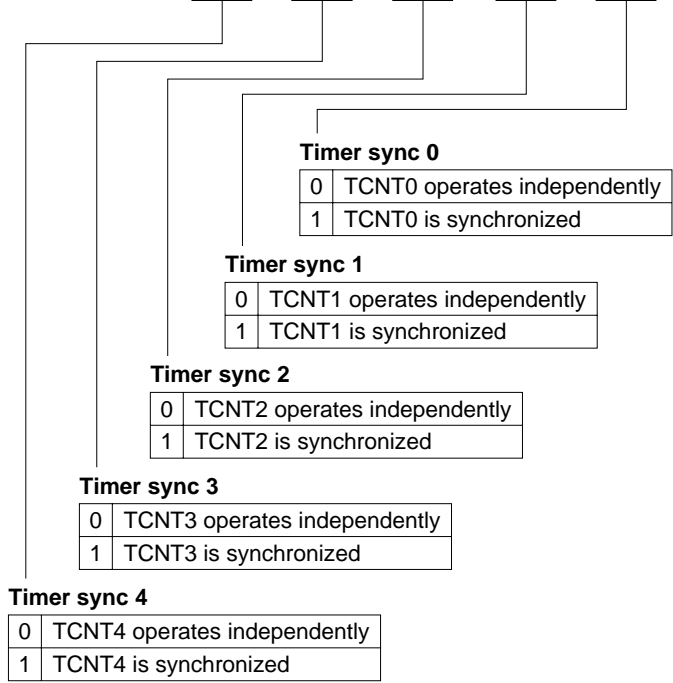 Timer sync 0
0 TCNT0 operates independently
1 TCNT0 is synchronized
Timer sync 1
0 TCNT1 operates independently
1 TCNT1 is synchronized
Timer sync 2
0 TCNT2 operates independently
1 TCNT2 is synchronized
Timer sync 3
0 TCNT3 operates independently
1 TCNT3 is synchronized
Timer sync 4
0 TCNT4 operates independently
1 TCNT4 is synchronized